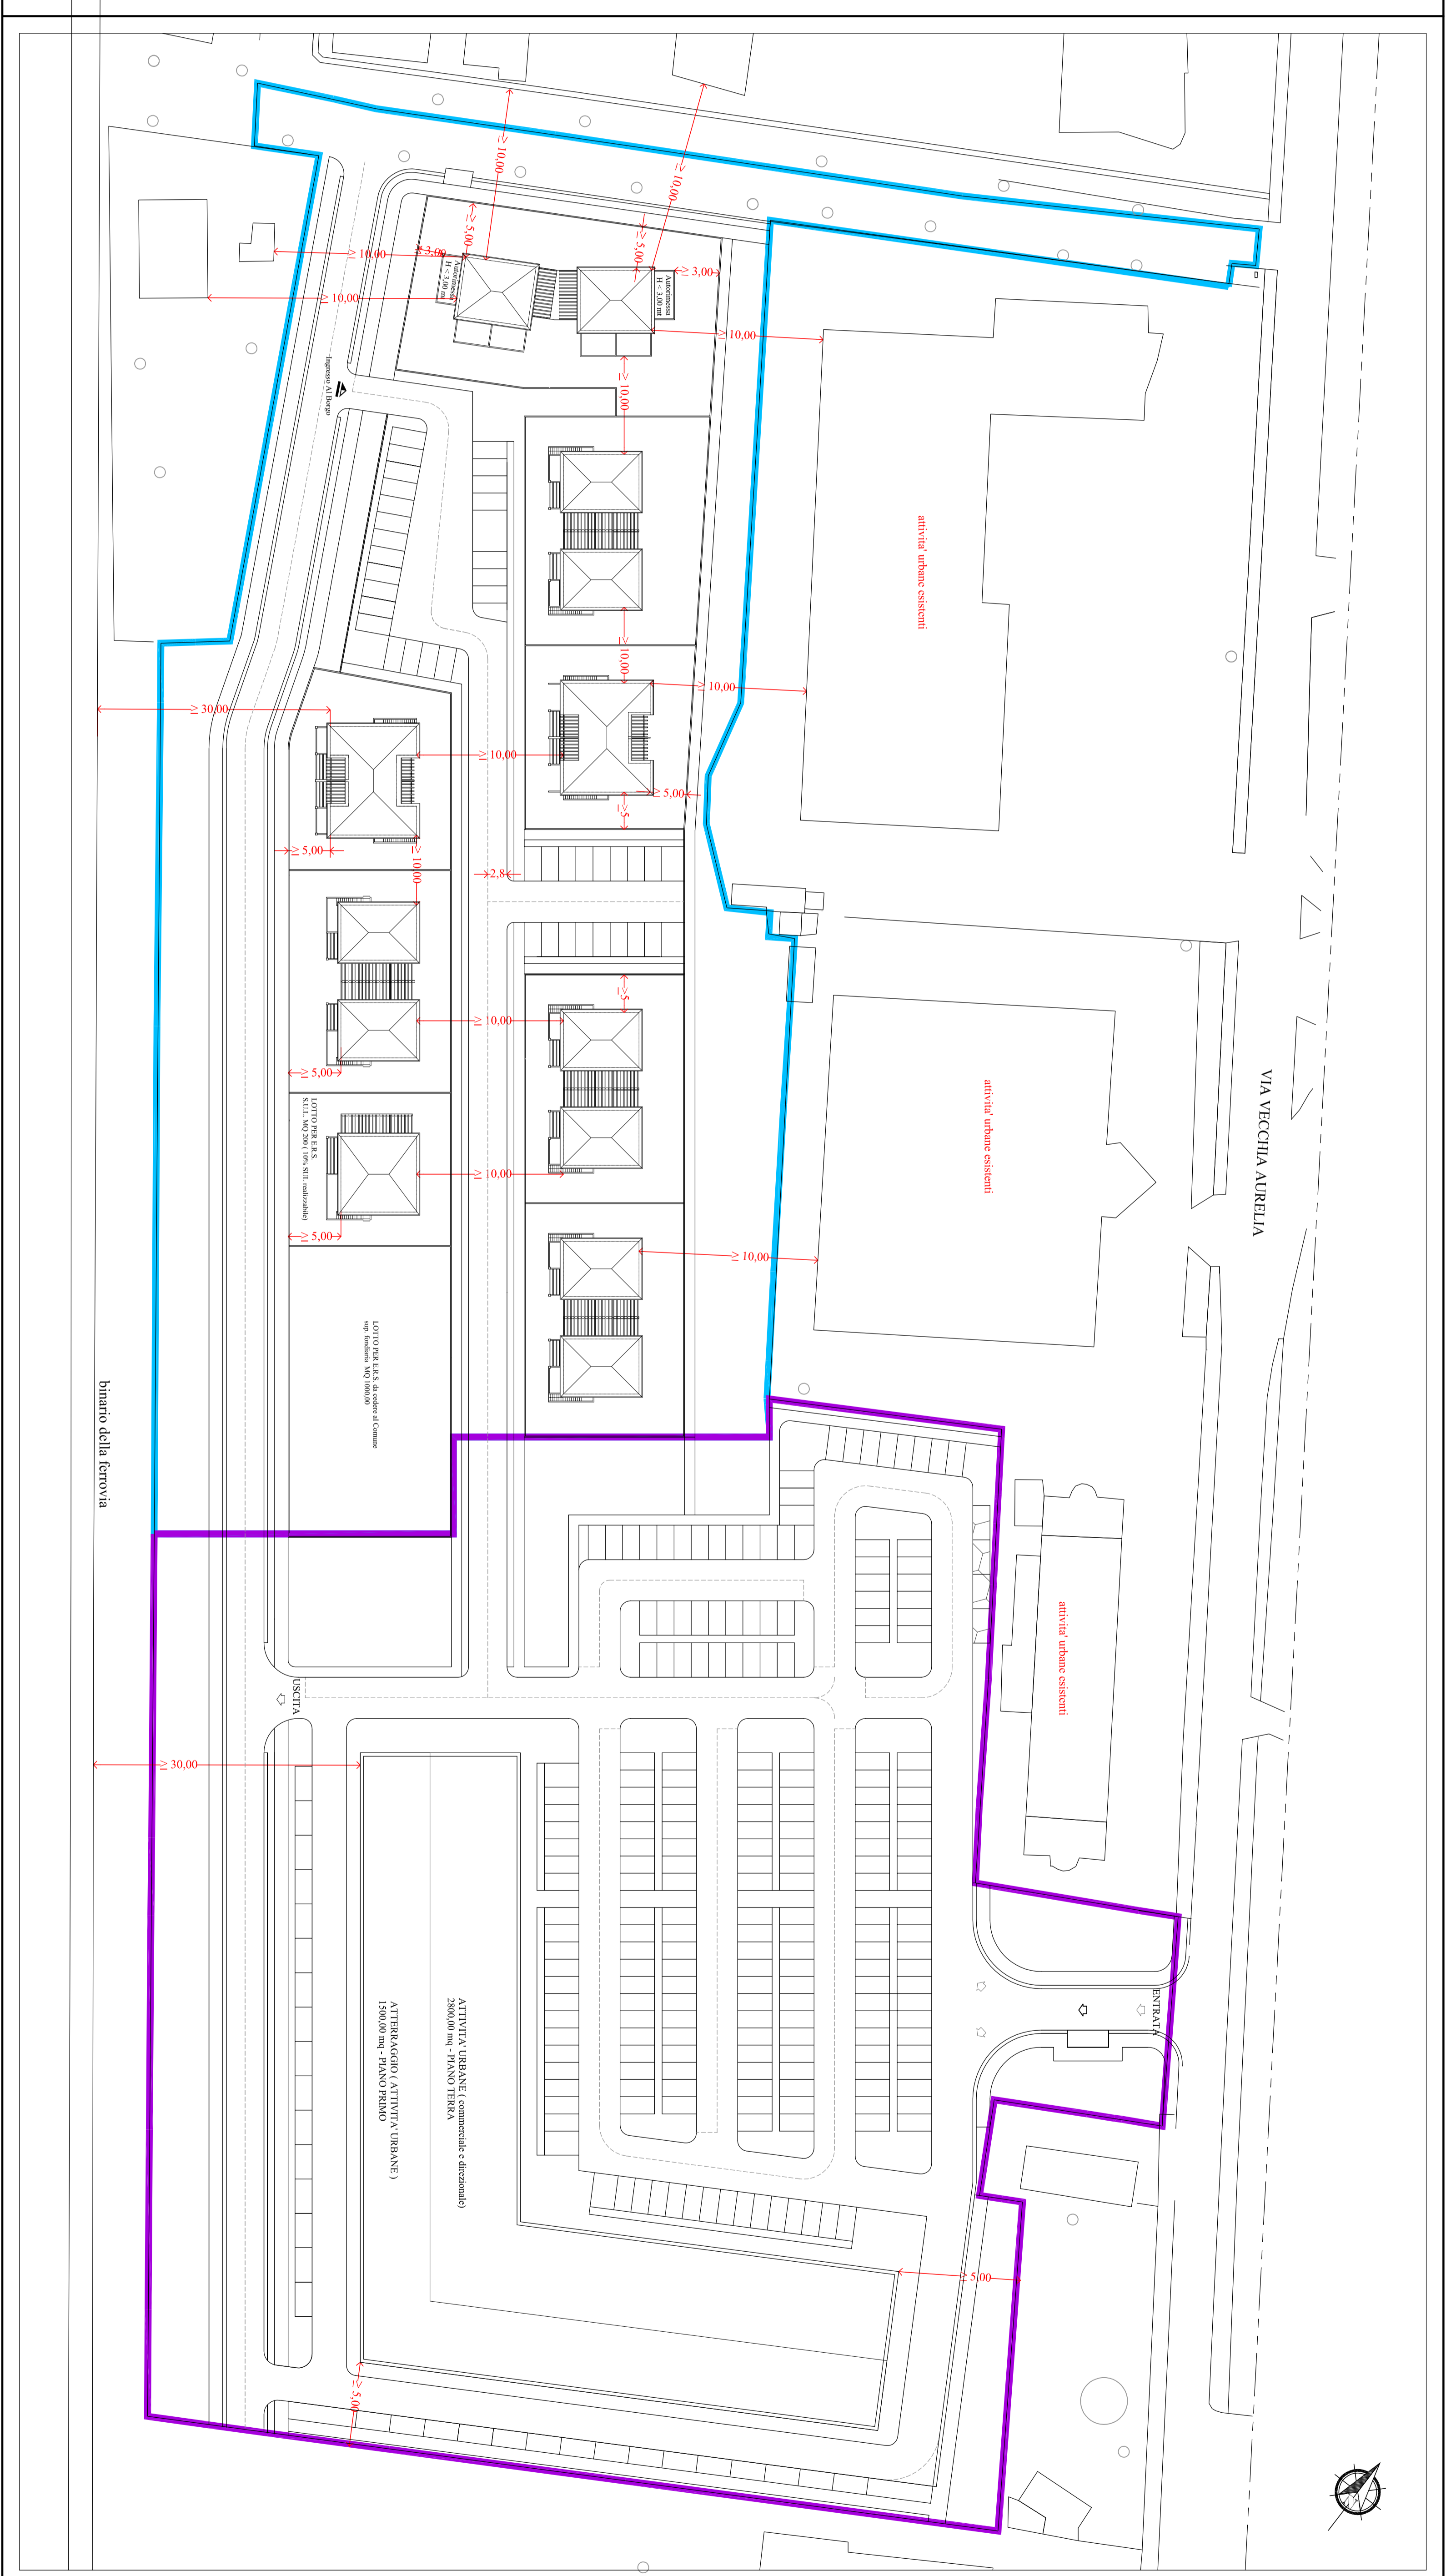 ≥ 10,00
≥ 10,00
≥ 5,00
≥ 5,00
≥ 3,00
≥ 10,00
≥ 3,00
Autorimessa
H < 3,00 mt
Autorimessa
H < 3,00 mt
≥ 10,00
≥ 10,00
≥ 10,00
Ingresso Al Borgo
attivita' urbane esistenti
≥ 10,00
≥ 10,00
≥ 30,00
≥ 10,00
≥ 5,00
≥5
≥ 5,00
≥ 10,00
2,8
≥5
≥ 10,00
≥ 5,00
attivita' urbane esistenti
VIA VECCHIA AURELIA
LOTTO PER E.R.S.
S.U.L. MQ 200 ( 10% SUL realizzabile)
≥ 10,00
≥ 5,00
≥ 10,00
LOTTO PER E.R.S. da cedere al Comune
sup. fondiaria MQ 1000,00
binario della ferrovia
attivita' urbane esistenti
USCITA
≥ 30,00
ENTRATA
ATTIVITA' URBANE ( commerciale e direzionale)
2800,00 mq - PIANO TERRA
ATTERRAGGIO ( ATTIVITA' URBANE )
1500,00 mq - PIANO PRIMO
≥ 5,00
≥ 5,00